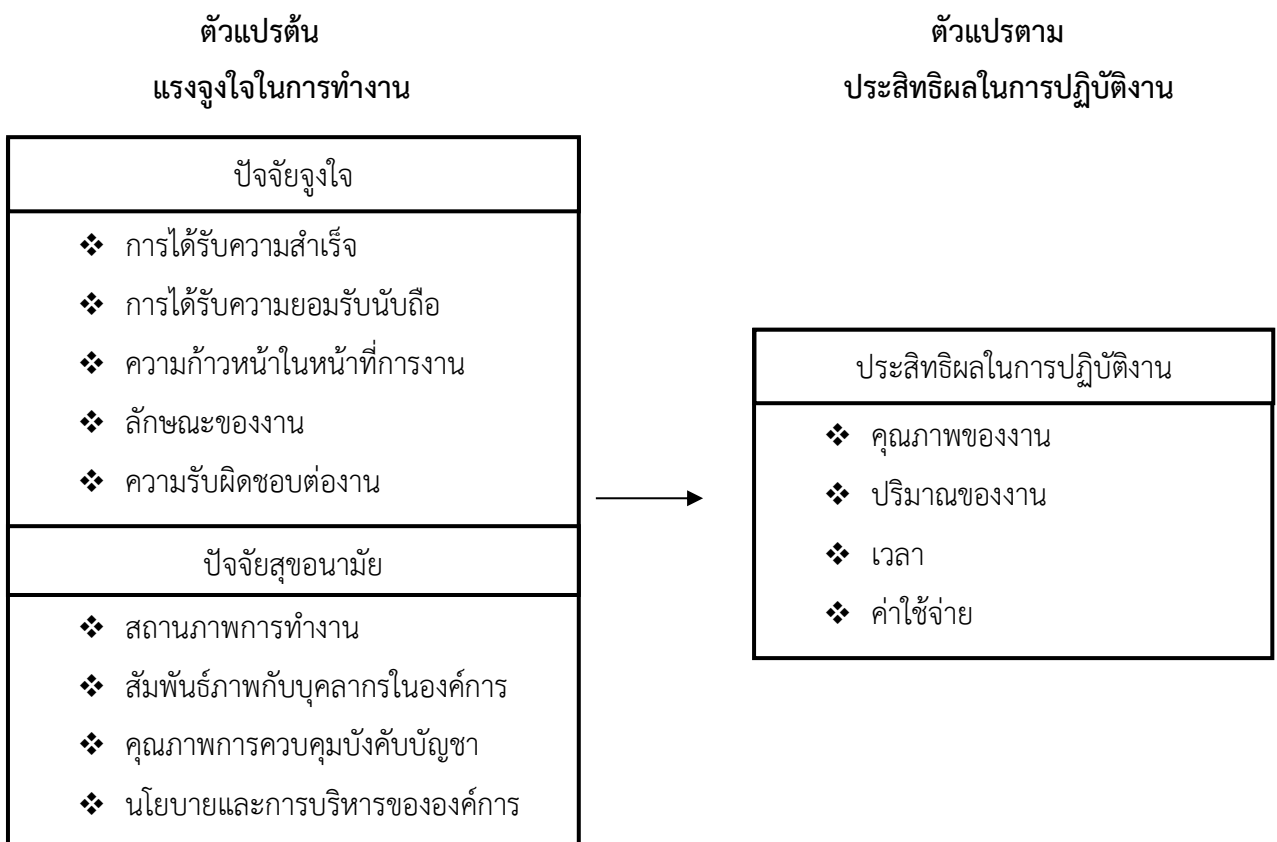 ตัวแปรต้น
แรงจูงใจในการทำงาน
ปัจจัยจูงใจ
❖ การได้รับความสำเร็จ
❖ การได้รับความยอมรับนับถือ
❖ ความก้าวหน้าในหน้าที่การงาน
❖ ลักษณะของงาน
❖ ความรับผิดชอบต่องาน
ปัจจัยสุขอนามัย
❖ สถานภาพการทำงาน
❖ สัมพันธ์ภาพกับบุคลากรในองค์การ
❖ คุณภาพการควบคุมบังคับบัญชา
❖ นโยบายและการบริหารขององค์การ
ตัวแปรตาม
ประสิทธิผลในการปฏิบัติงาน
ประสิทธิผลในการปฏิบัติงาน
❖ คุณภาพของงาน
❖ ปริมาณของงาน
❖ เวลา
❖ ค่าใช้จ่าย